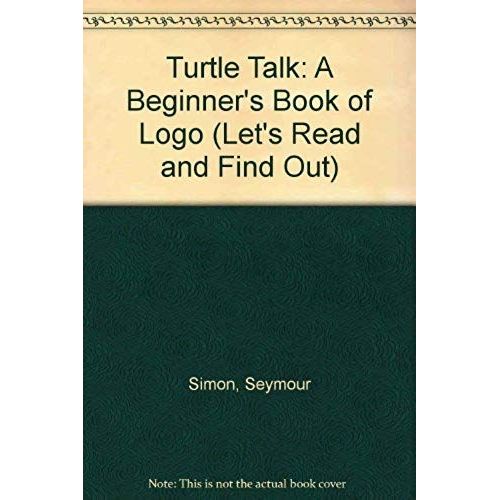 Turtle Talk: A
Beginner's Book of
Logo (Let's Read
and Find Out)
Simon, Seymour
Note: This is not the actual book cover